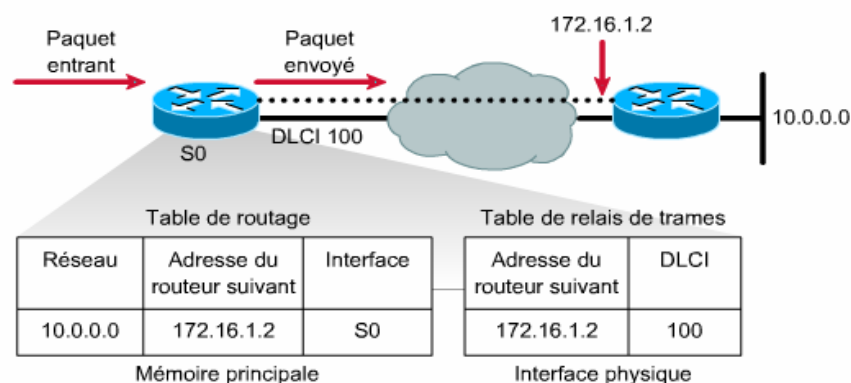 172.16.1.2
Paquet
entrant
Paquet
envoyé
10.0.0.0
DLCI 100
S0
Table de routage
Table de relais de trames
Réseau
Adresse du
routeur suivant
Interface
Adresse du
routeur suivant
DLCI
10.0.0.0
172.16.1.2
S0
172.16.1.2
100
Mémoire principale
Interface physique